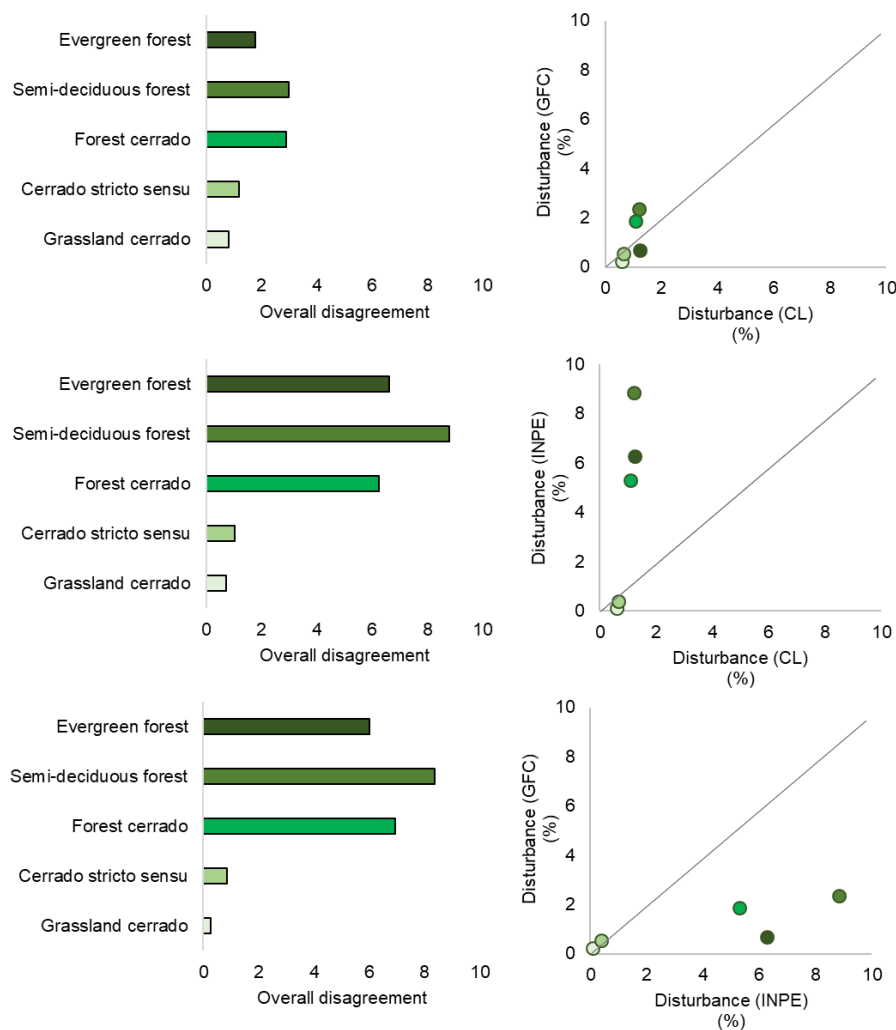 Evergreen forest
Semi-deciduous forest
Forest cerrado
Cerrado stricto sensu
Grassland cerrado
0 2 4 6 8 10
Overall disagreement
Disturbance (GFC)
(%)
10
8
6
4
2
0
0 2 4 6 8 10
Disturbance (CL)
(%)
Evergreen forest
Semi-deciduous forest
Forest cerrado
Cerrado stricto sensu
Grassland cerrado
0 2 4 6 8 10
Overall disagreement
Disturbance (INPE)
(%)
10
8
6
4
2
0
0 2 4 6 8 10
Disturbance (CL)
(%)
Evergreen forest
Semi-deciduous forest
Forest cerrado
Cerrado stricto sensu
Grassland cerrado
0 2 4 6 8 10
Overall disagreement
Disturbance (GFC)
(%)
10
8
6
4
2
0
0 2 4 6 8 10
Disturbance (INPE)
(%)